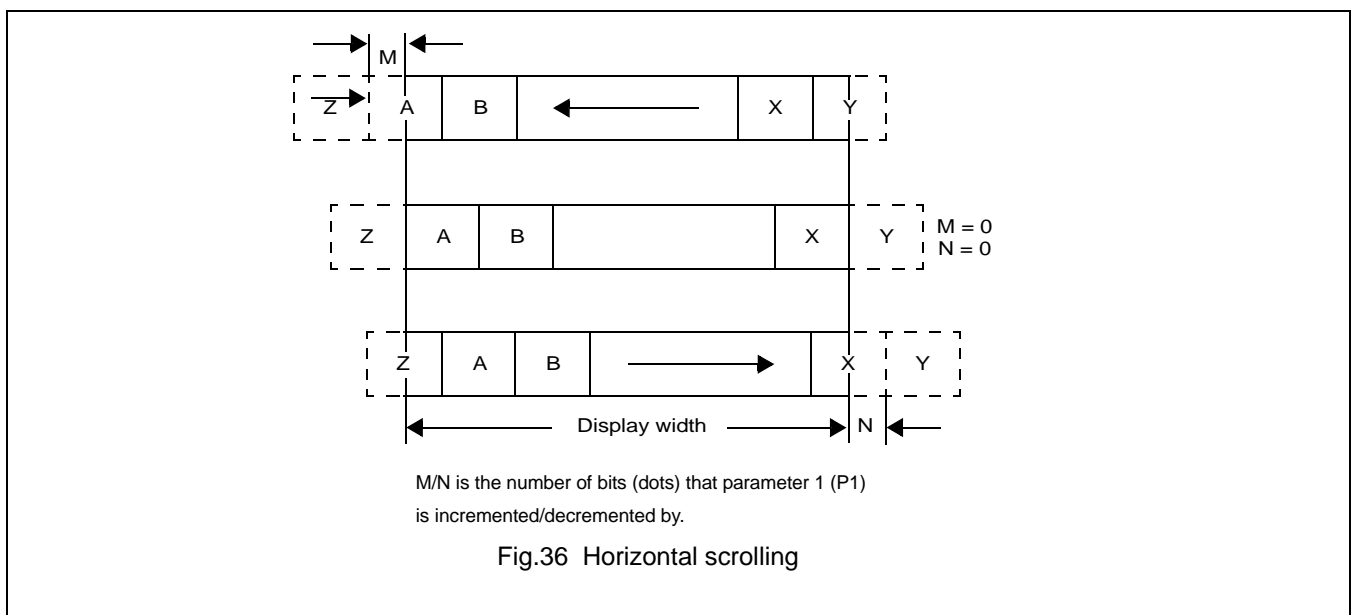 M
Z A B X Y
Z A B X Y M = 0
N = 0
Z A B X Y
Display width N
M/N is the number of bits (dots) that parameter 1 (P1)
is incremented/decremented by.
Fig.36 Horizontal scrolling